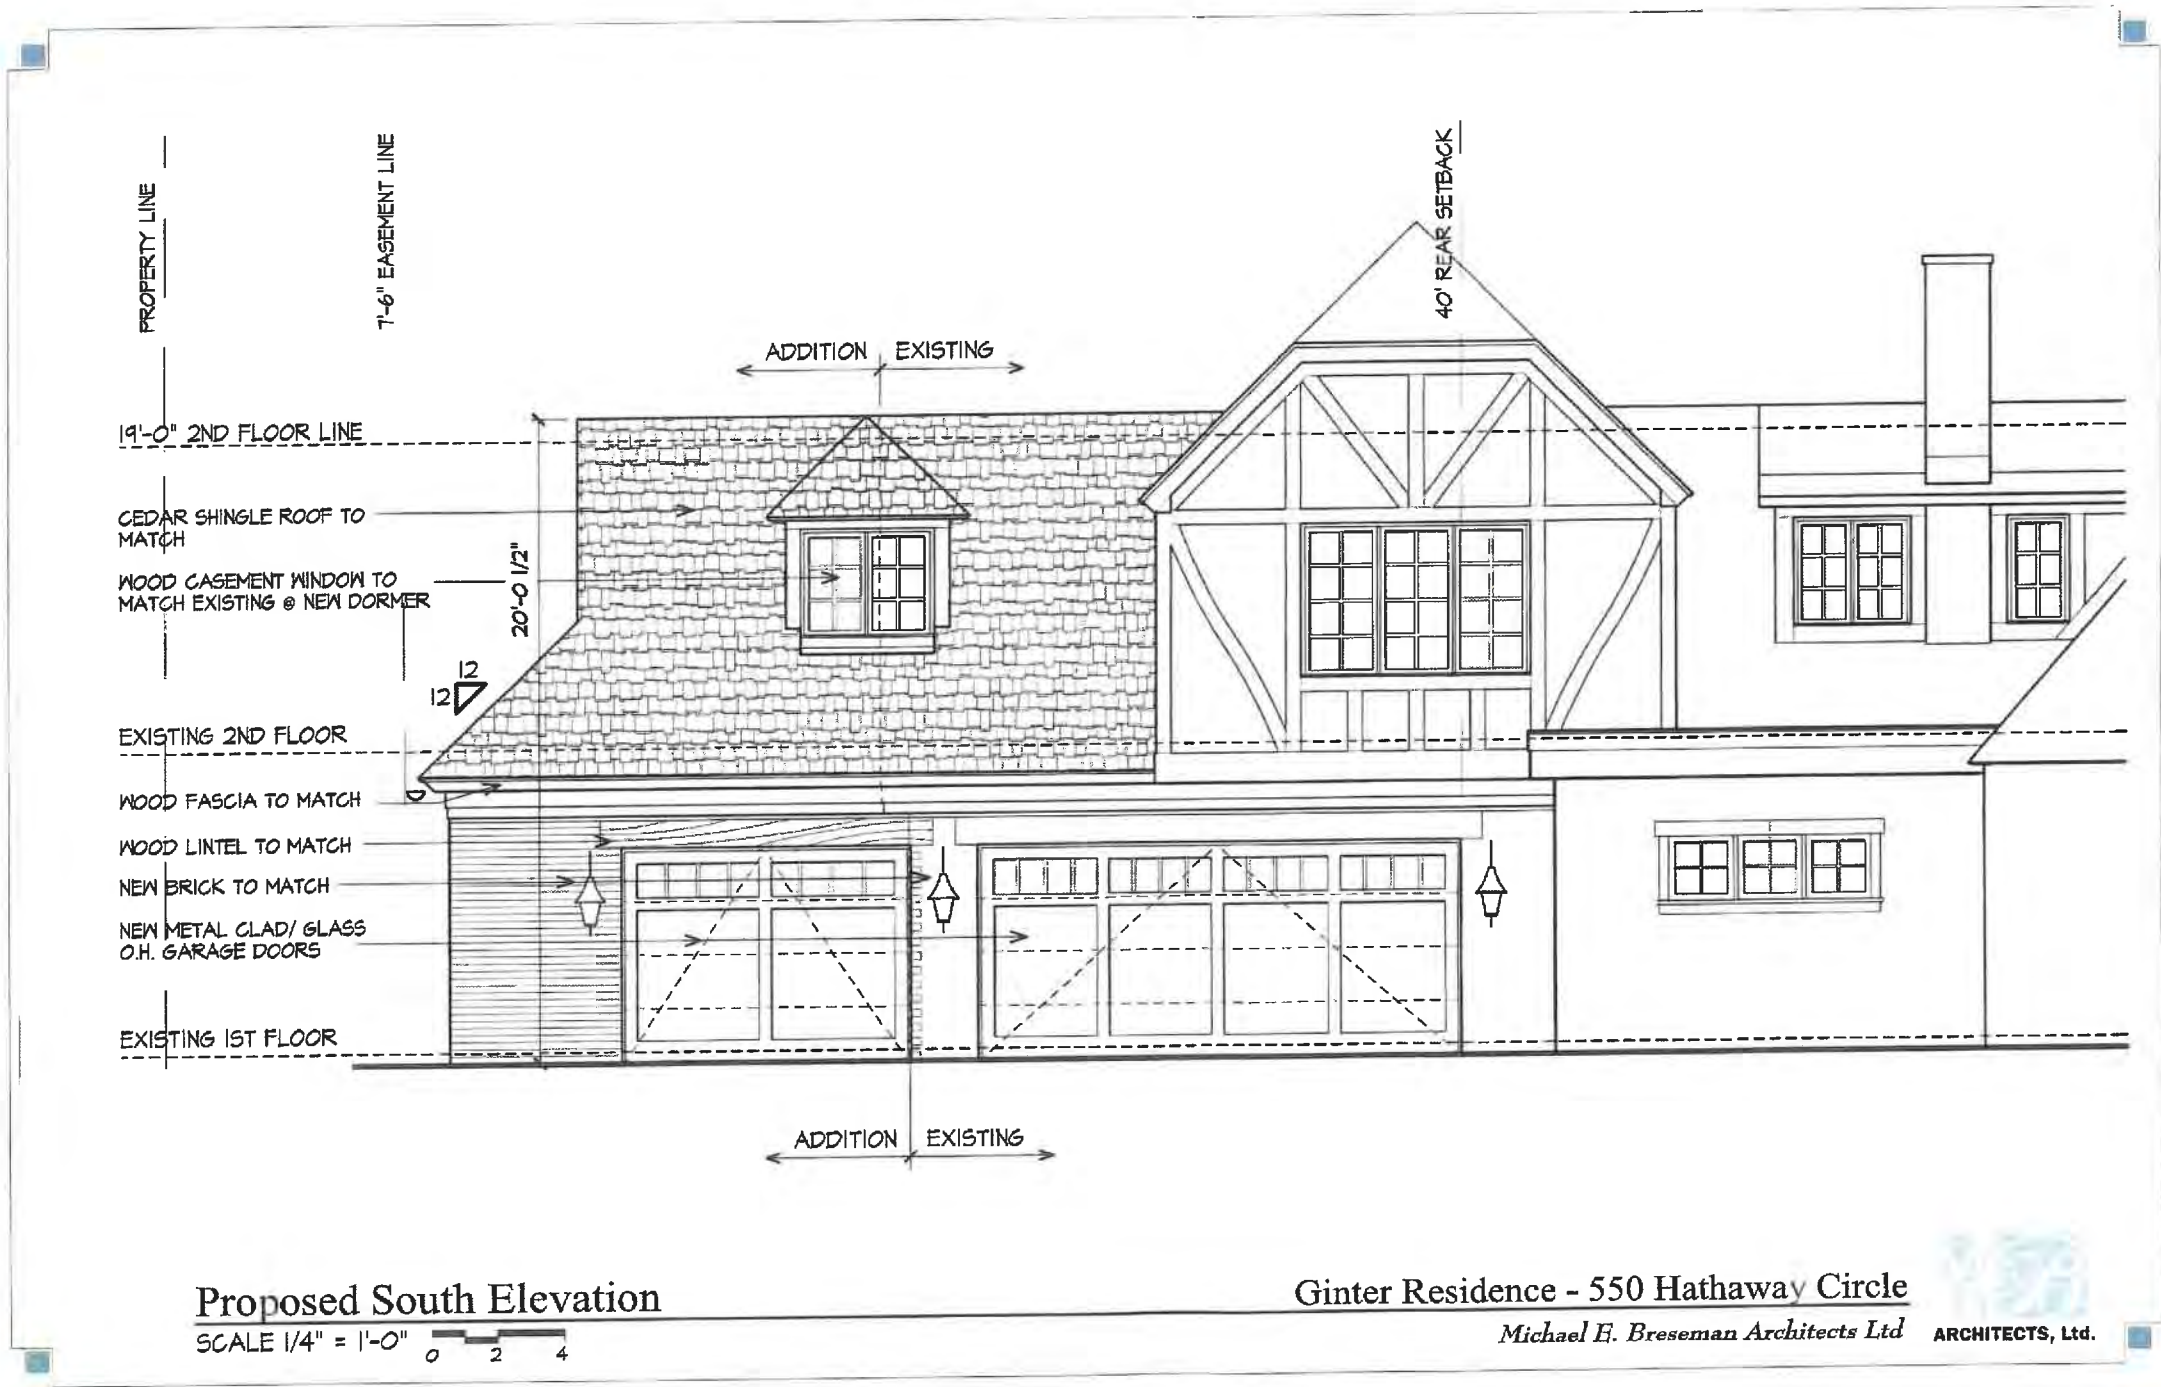 PROPERTY LINE
7'-6" EASEMENT LINE
40' REAR SETBACK
ADDITION EXISTING
19'-0" 2ND FLOOR LINE
CEDAR SHINGLE ROOF TO
MATCH
WOOD CASEMENT WINDOW TO
MATCH EXISTING @ NEW DORMER
20'-0 1/2"
12
12
EXISTING 2ND FLOOR
WOOD FASCIA TO MATCH
WOOD LINTEL TO MATCH
NEW BRICK TO MATCH
NEW METAL CLAD/ GLASS
O.H. GARAGE DOORS
EXISTING 1ST FLOOR
ADDITION EXISTING
Proposed South Elevation
SCALE 1/4" = 1'-0"
0 2 4
Ginter Residence - 550 Hathaway Circle
Michael E. Breseman Architects Ltd
ARCHITECTS, Ltd.